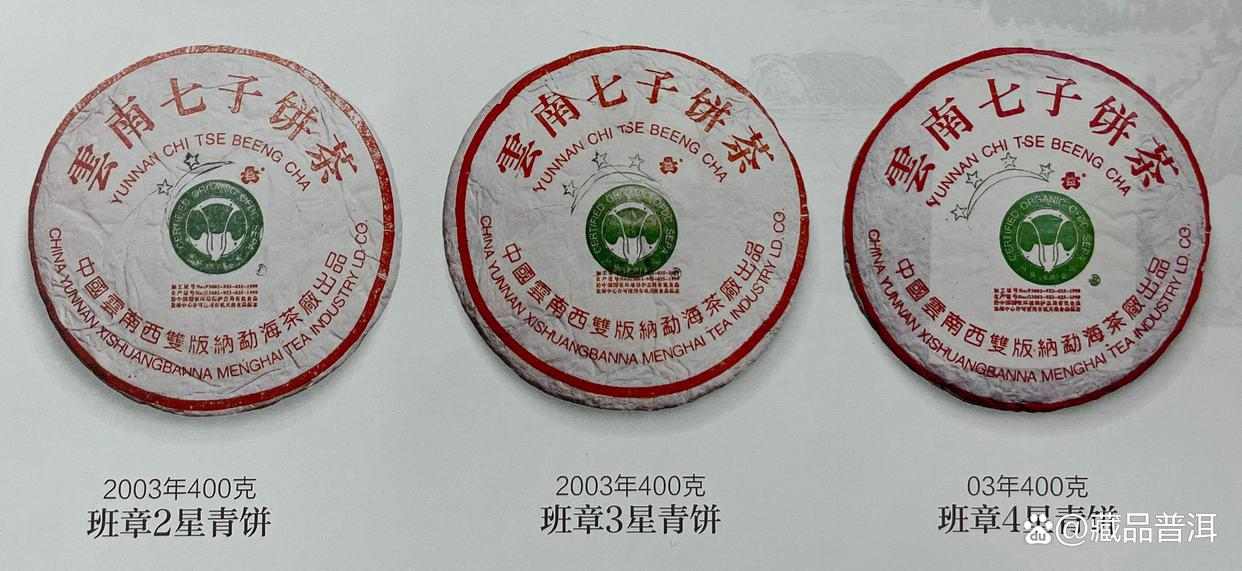 雲南七子饼茶
YUNNAN CHI TSE BEENG CHA
CERTIFIED ORGANIC
中國雲南西雙版納勐海茶廠出品
CHINA YUNNAN XISHUANGBANNA MENGHAI TEA INDUSTRY LD.CO.
2003年400克
班章2星青饼
雲南七子饼茶
YUNNAN CHI TSE BEENG CHA
CERTIFIED ORGANIC
中國雲南西雙版納勐海茶廠出品
CHINA YUNNAN XISHUANGBANNA MENGHAI TEA INDUSTRY LD.CO.
2003年400克
班章3星青饼
雲南七子饼茶
YUNNAN CHI TSE BEENG CHA
CERTIFIED ORGANIC
中國雲南西雙版納勐海茶廠出品
CHINA YUNNAN XISHUANGBANNA MENGHAI TEA INDUSTRY LD.CO.
03年400克
班章4星青饼
@藏品普洱